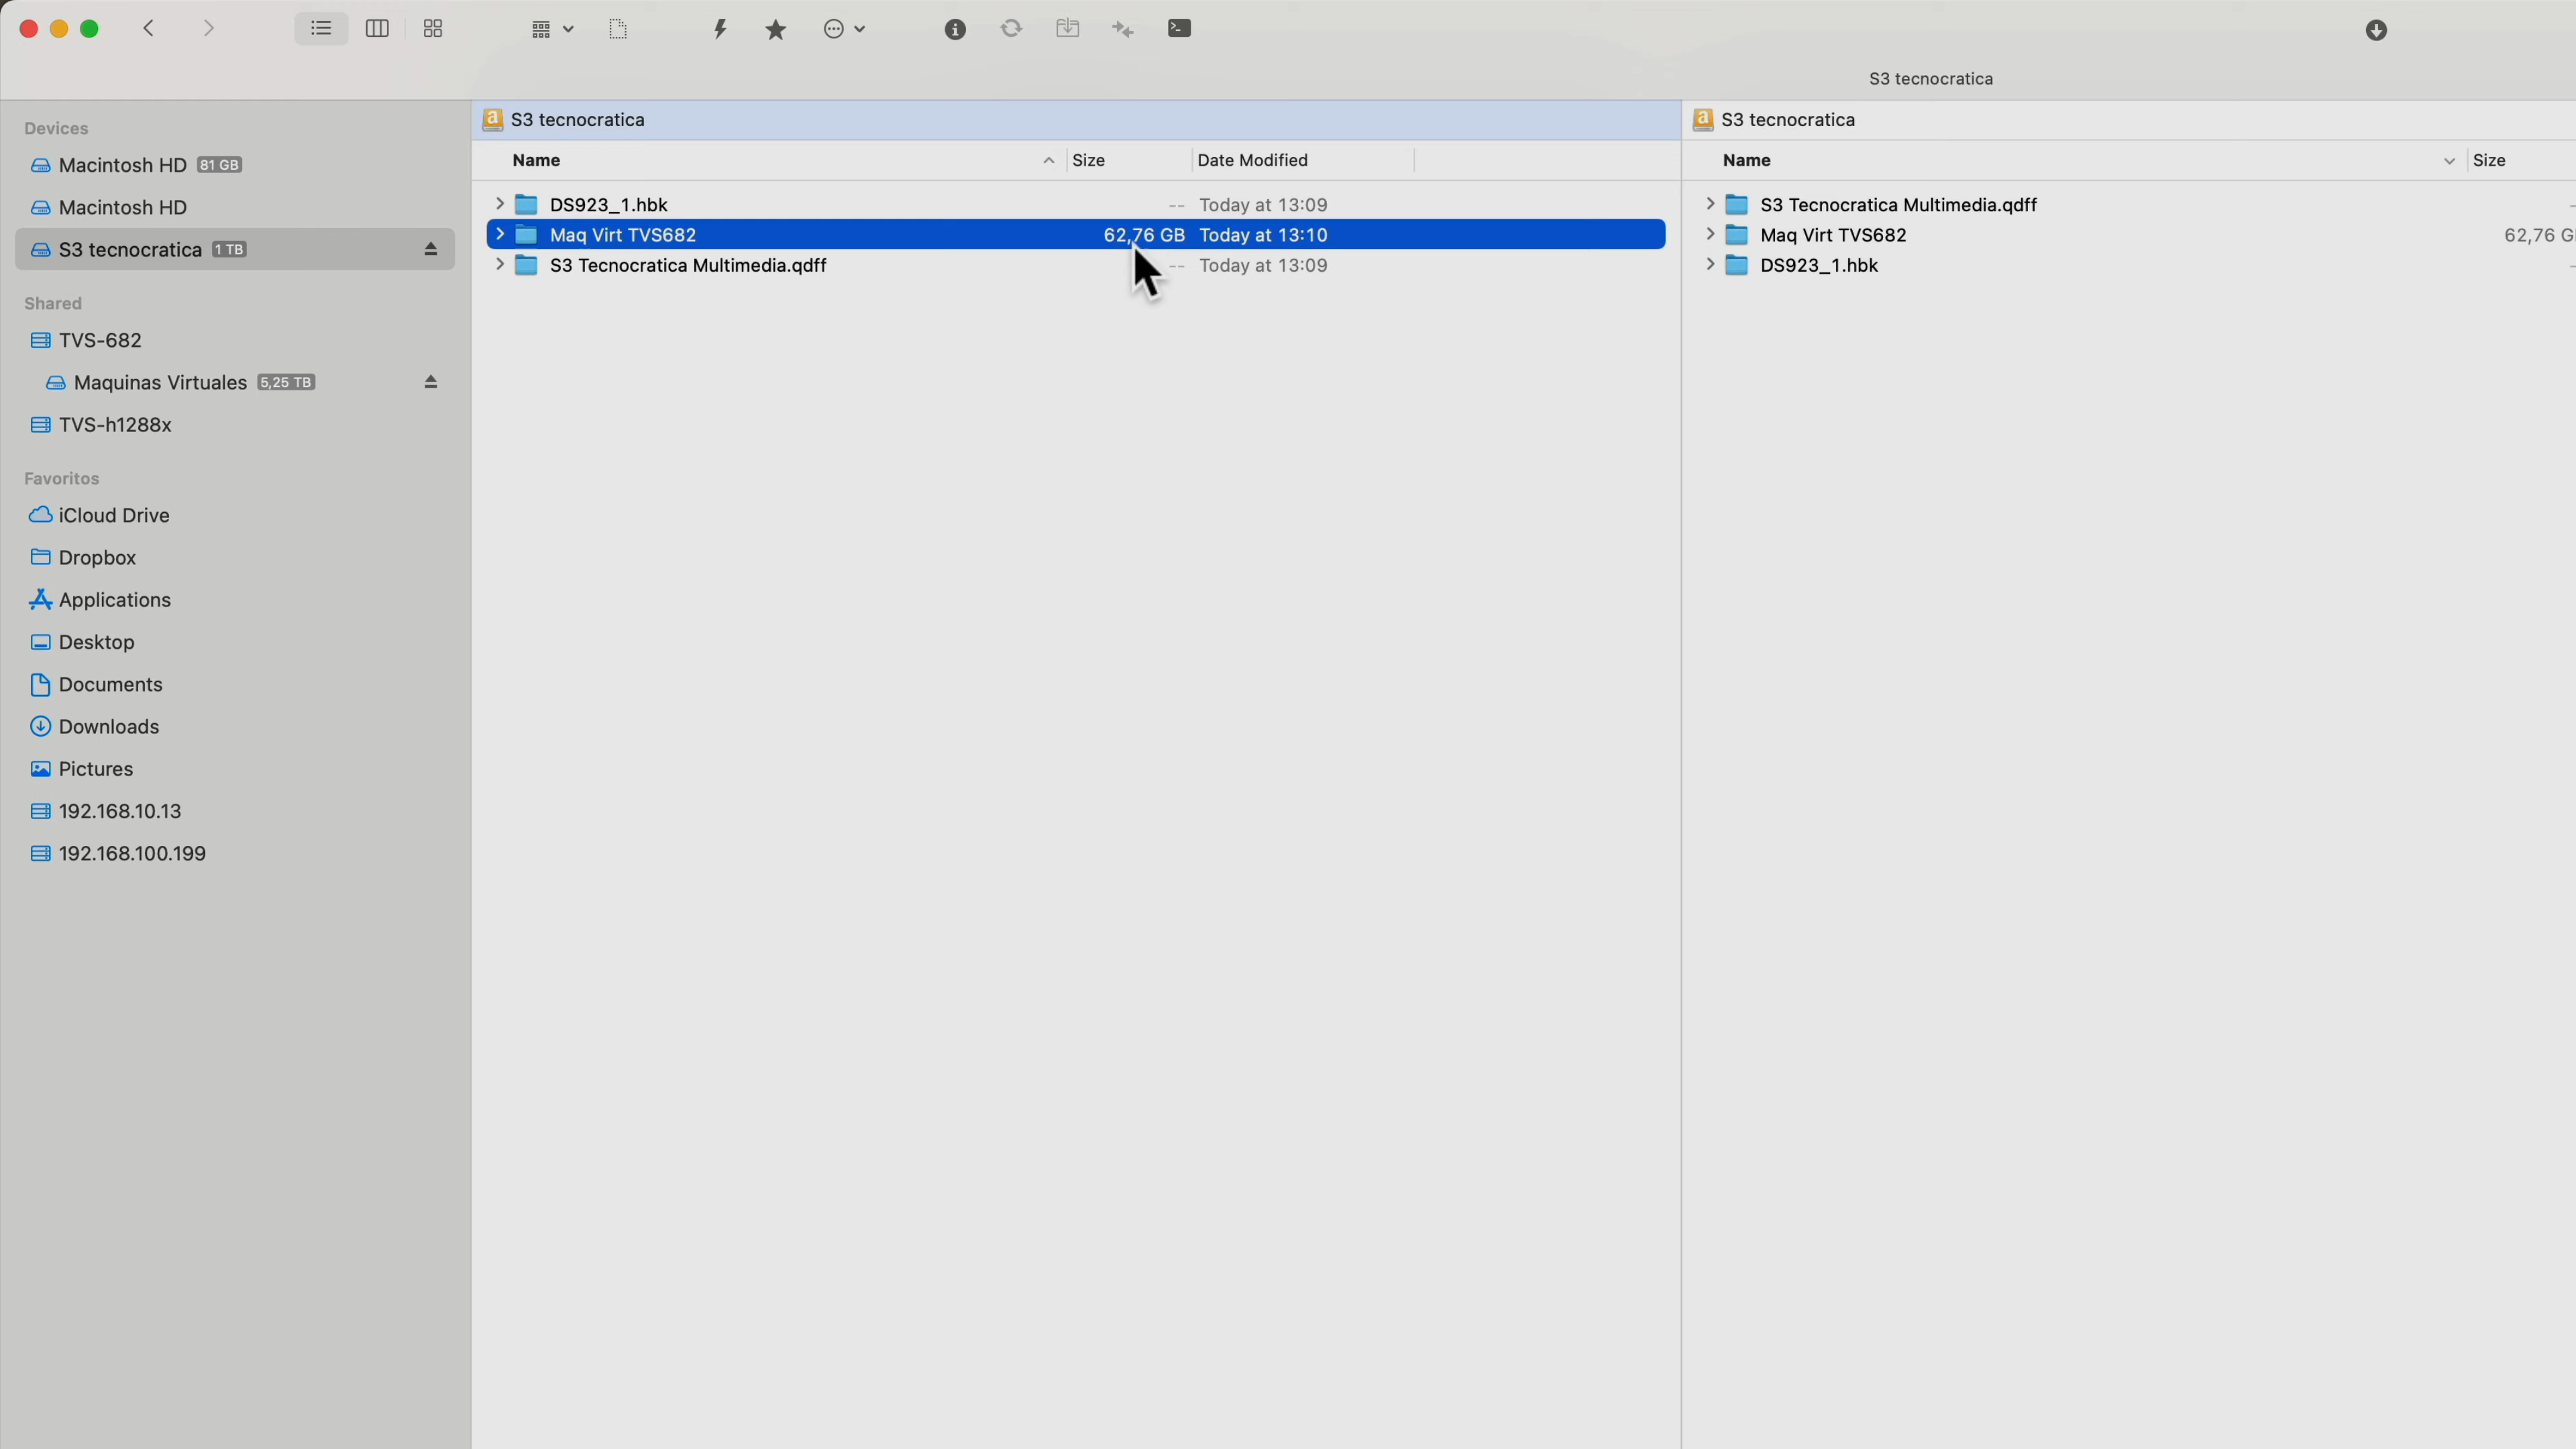 S3 tecnocratica
Devices
Macintosh HD 81 GB
Macintosh HD
S3 tecnocratica 1 TB
Shared
TVS-682
Maquinas Virtuales 5,25 TB
TVS-h1288x
Favoritos
iCloud Drive
Dropbox
Applications
Desktop
Documents
Downloads
Pictures
192.168.10.13
192.168.100.199
S3 tecnocratica
Name Size Date Modified
DS923_1.hbk -- Today at 13:09
Maq Virt TVS682 62,76 GB Today at 13:10
S3 Tecnocratica Multimedia.qdff -- Today at 13:09
S3 tecnocratica
Name Size
S3 Tecnocratica Multimedia.qdff
Maq Virt TVS682 62,76 G
DS923_1.hbk